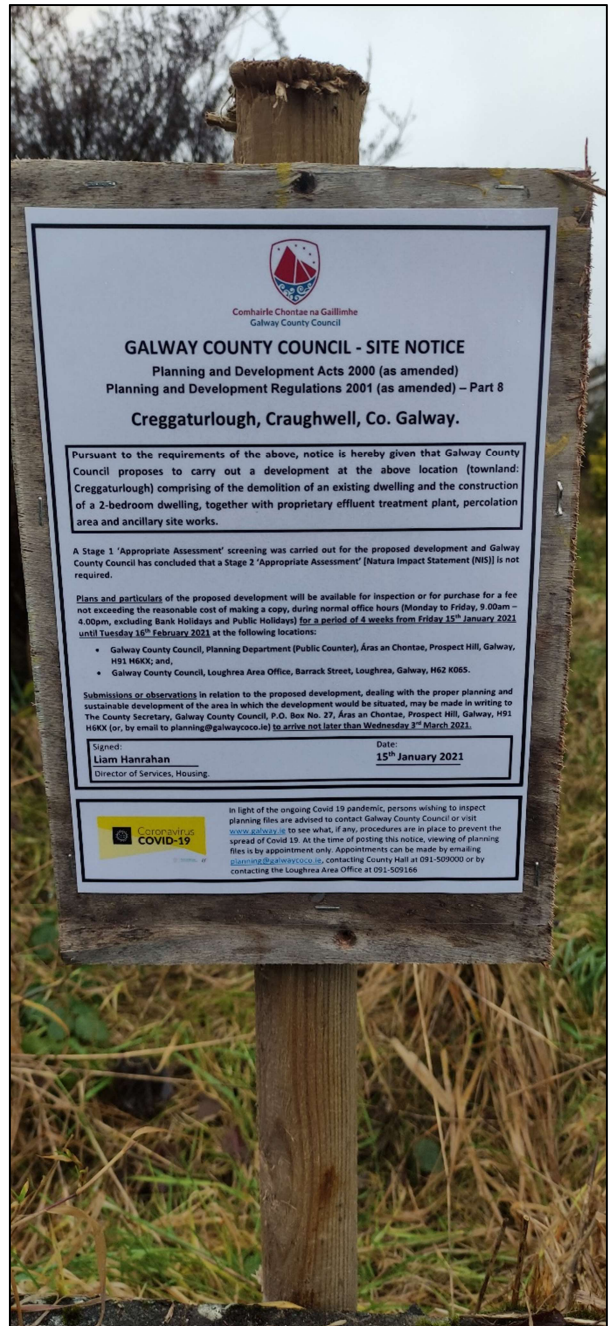 Comhairle Chontae na Gaillimhe
Galway County Council
GALWAY COUNTY COUNCIL - SITE NOTICE
Planning and Development Acts 2000 (as amended)
Planning and Development Regulations 2001 (as amended) – Part 8
Creggaturlough, Craughwell, Co. Galway.
Pursuant to the requirements of the above, notice is hereby given that Galway County
Council proposes to carry out a development at the above location (townland:
Creggaturlough) comprising of the demolition of an existing dwelling and the construction
of a 2-bedroom dwelling, together with proprietary effluent treatment plant, percolation
area and ancillary site works.
A Stage 1 'Appropriate Assessment' screening was carried out for the proposed development and Galway
County Council has concluded that a Stage 2 'Appropriate Assessment' [Natura Impact Statement (NIS)] is not
required.
Plans and particulars of the proposed development will be available for inspection or for purchase for a fee
not exceeding the reasonable cost of making a copy, during normal office hours (Monday to Friday, 9.00am –
4.00pm, excluding Bank Holidays and Public Holidays) for a period of 4 weeks from Friday 15th January 2021
until Tuesday 16th February 2021 at the following locations:
• Galway County Council, Planning Department (Public Counter), Áras an Chontae, Prospect Hill, Galway,
H91 H6KX; and,
• Galway County Council, Loughrea Area Office, Barrack Street, Loughrea, Galway, H62 K065.
Submissions or observations in relation to the proposed development, dealing with the proper planning and
sustainable development of the area in which the development would be situated, may be made in writing to
The County Secretary, Galway County Council, P.O. Box No. 27, Áras an Chontae, Prospect Hill, Galway, H91
H6KX (or, by email to planning@galwaycoco.ie) to arrive not later than Wednesday 3rd March 2021.
Signed: Date:
Liam Hanrahan 15th January 2021
Director of Services, Housing.
Coronavirus
COVID-19
In light of the ongoing Covid 19 pandemic, persons wishing to inspect
planning files are advised to contact Galway County Council or visit
www.galway.ie to see what, if any, procedures are in place to prevent the
spread of Covid 19. At the time of posting this notice, viewing of planning
files is by appointment only. Appointments can be made by emailing
planning@galwaycoco.ie, contacting County Hall at 091-509000 or by
contacting the Loughrea Area Office at 091-509166